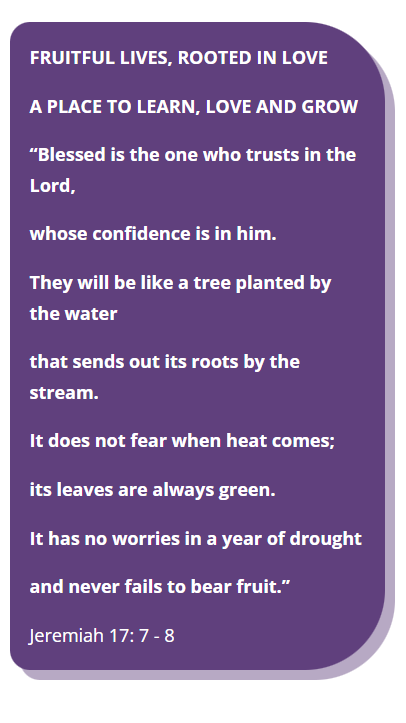 FRUITFUL LIVES, ROOTED IN LOVE
A PLACE TO LEARN, LOVE AND GROW
“Blessed is the one who trusts in the
Lord,
whose confidence is in him.
They will be like a tree planted by
the water
that sends out its roots by the
stream.
It does not fear when heat comes;
its leaves are always green.
It has no worries in a year of drought
and never fails to bear fruit.”
Jeremiah 17: 7 - 8